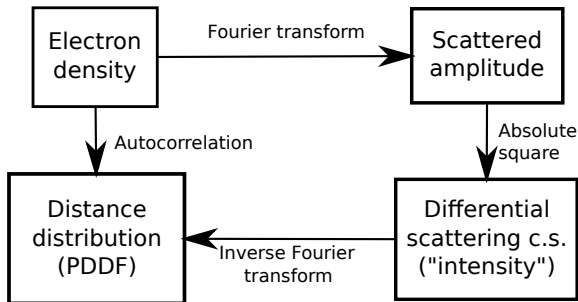 Electron
density
Fourier transform
Scattered
amplitude
Autocorrelation
Absolute
square
Distance
distribution
(PDDF)
Inverse Fourier
transform
Differential
scattering c.s.
("intensity")